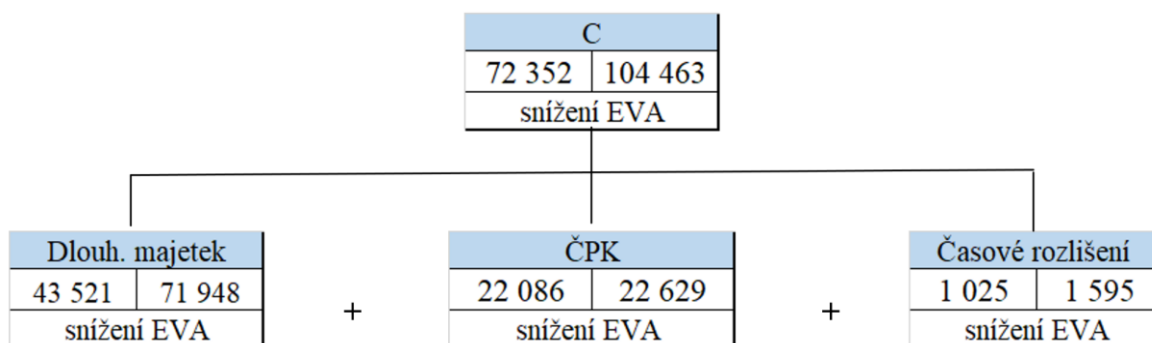 C
72 352 104 463
snížení EVA
Dlouh. majetek
43 521 71 948
snížení EVA
+
ČPK
22 086 22 629
snížení EVA
+
Časové rozlišení
1 025 1 595
snížení EVA